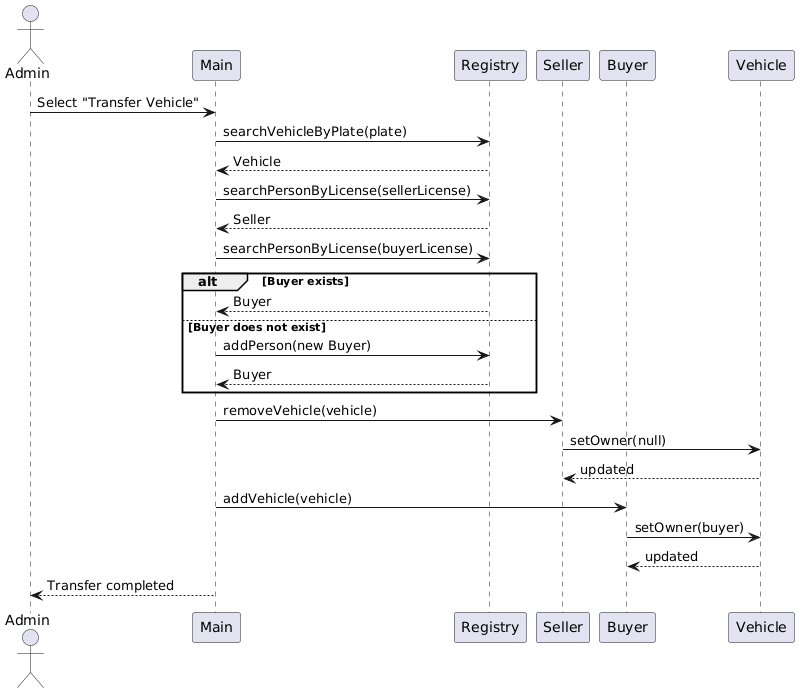 Admin
Main
Registry
Seller
Buyer
Vehicle
Select "Transfer Vehicle"
searchVehicleByPlate(plate)
Vehicle
searchPersonByLicense(sellerLicense)
Seller
searchPersonByLicense(buyerLicense)
alt [Buyer exists]
Buyer
[Buyer does not exist]
addPerson(new Buyer)
Buyer
removeVehicle(vehicle)
setOwner(null)
updated
addVehicle(vehicle)
setOwner(buyer)
updated
Transfer completed
Admin
Main
Registry
Seller
Buyer
Vehicle